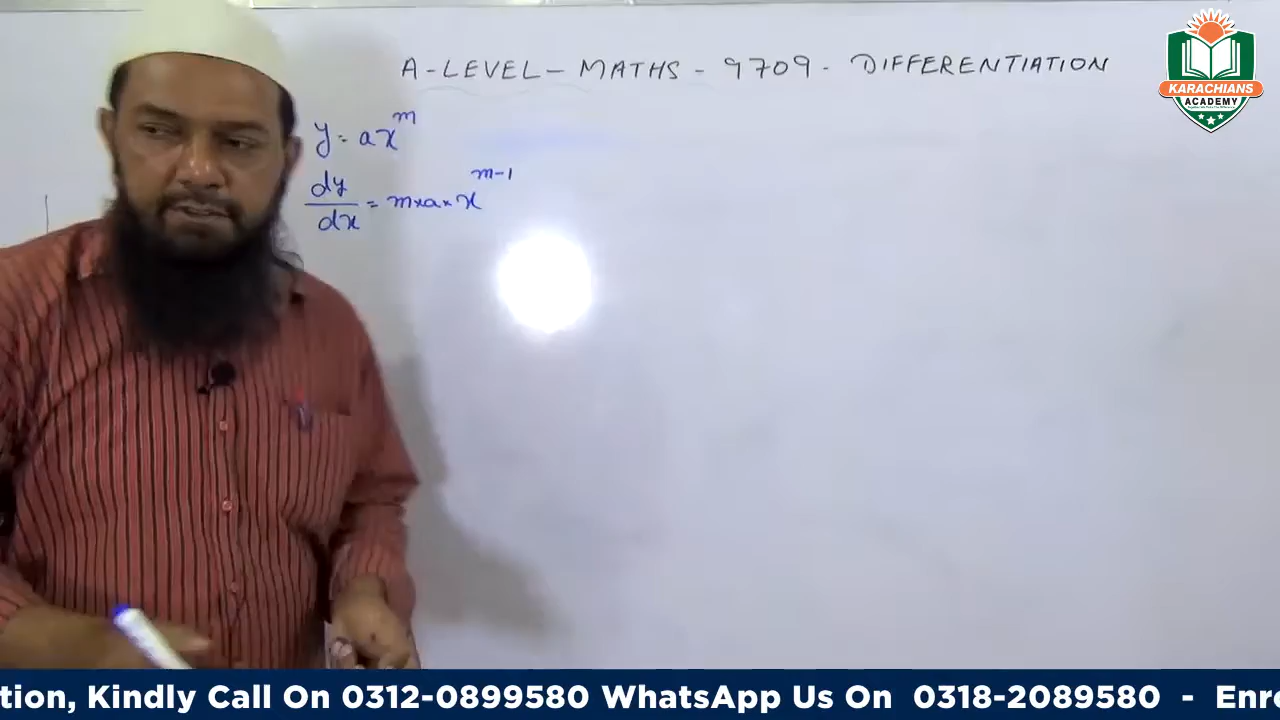 A-LEVEL-MATHS-9709-DIFFERENTIATION
y=ax^m
dy/dx = m×a×x^m-1
KARACHIANS
ACADEMY
tion, Kindly Call On 0312-0899580 WhatsApp Us On 0318-2089580 - Enro